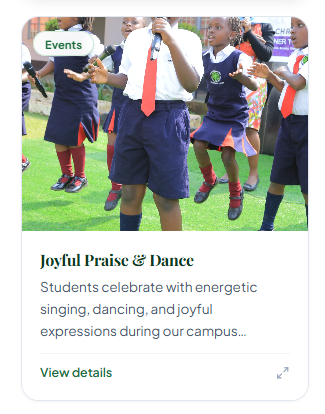 Events
Joyful Praise & Dance
Students celebrate with energetic
singing, dancing, and joyful
expressions during our campus...
View details